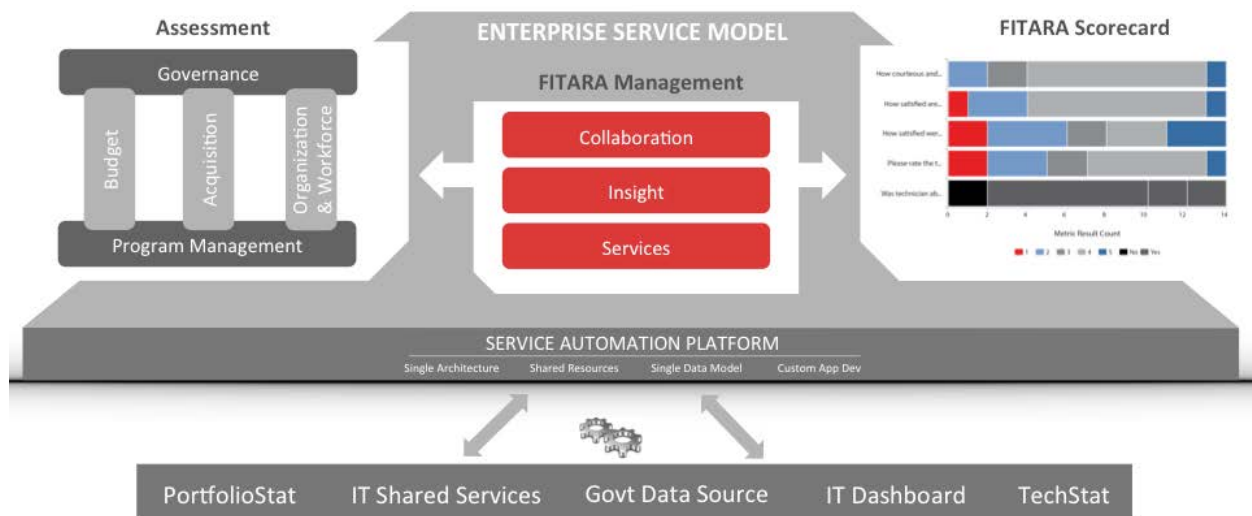 Assessment
Governance
Budget
Acquisition
Organization
& Workforce
Program Management
ENTERPRISE SERVICE MODEL
FITARA Management
Collaboration
Insight
Services
FITARA Scorecard
How courteous and...
How satisfied are...
How satisfied wer...
Please rate the t...
Was technician ab...
0 2 4 6 8 10 12 14
Metric Result Count
1 2 3 4 5 No Yes
SERVICE AUTOMATION PLATFORM
Single Architecture Shared Resources Single Data Model Custom App Dev
PortfolioStat IT Shared Services Govt Data Source IT Dashboard TechStat